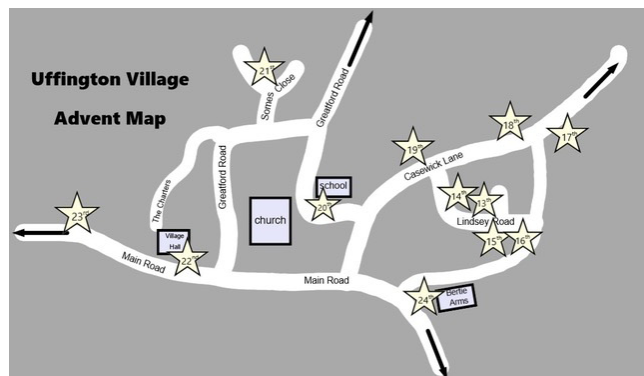 Uffington Village
Advent Map
21st
Somes Close
Greatford Road
19th
18th
17th
Casewick Lane
Greatford Road
The Charters
school
20th
14th
13th
Lindsey Road
15th
16th
23rd
church
Village
Hall
22nd
Main Road
Main Road
24th
Bertie
Arms